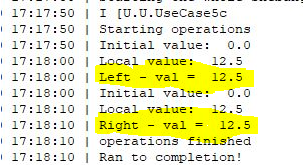 17:17:50 | I [U.U.UseCase5c
17:17:50 | Starting operations
17:17:50 | Initial value:  0.0
17:18:00 | Local value:  12.5
17:18:00 | Left - val =  12.5
17:18:00 | Initial value:  0.0
17:18:10 | Local value:  12.5
17:18:10 | Right - val =  12.5
17:18:10 | operations finished
17:18:10 | Ran to completion!